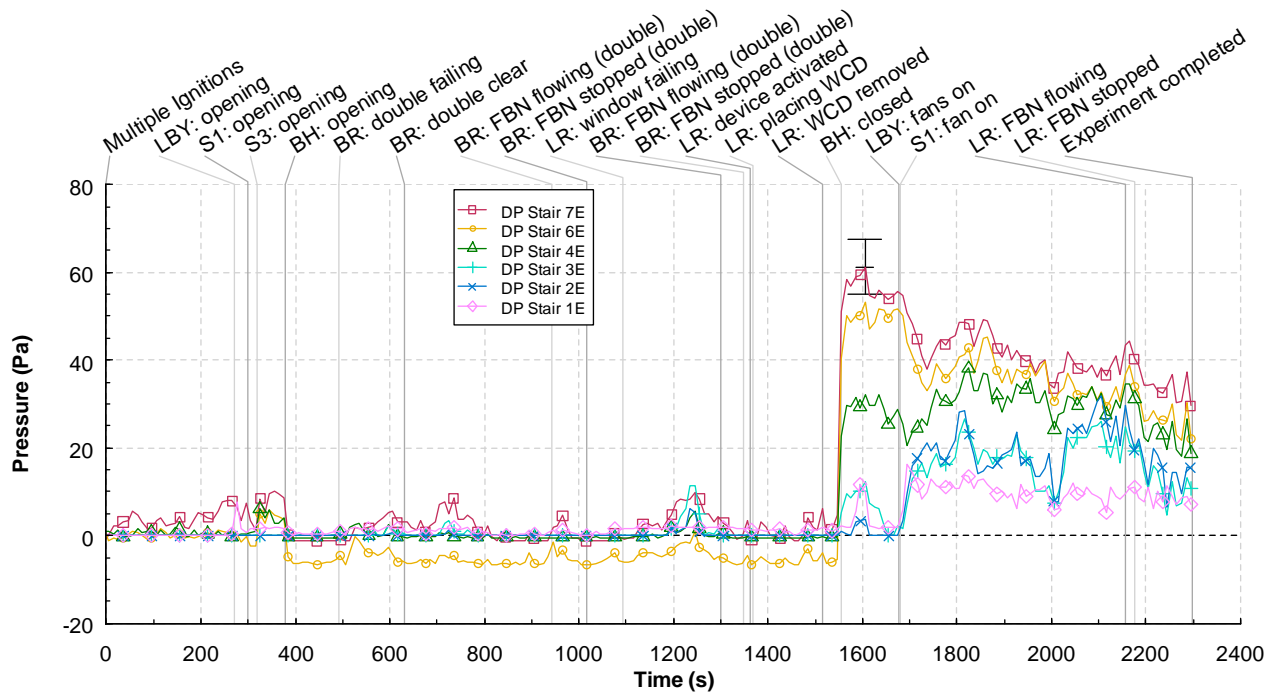 Multiple Ignitions
LBY: opening
S1: opening
S3: opening
BH: opening
BR: double failing
BR: double clear
BR: FBN flowing (double)
BR: FBN stopped (double)
LR: window failing
BR: FBN flowing (double)
BR: FBN stopped (double)
LR: device activated
LR: placing WCD
LR: WCD removed
BH: closed
LBY: fans on
S1: fan on
LR: FBN flowing
LR: FBN stopped
Experiment completed
80
60
40
20
0
-20
Pressure (Pa)
DP Stair 7E
DP Stair 6E
DP Stair 4E
DP Stair 3E
DP Stair 2E
DP Stair 1E
0 200 400 600 800 1000 1200 1400 1600 1800 2000 2200 2400
Time (s)